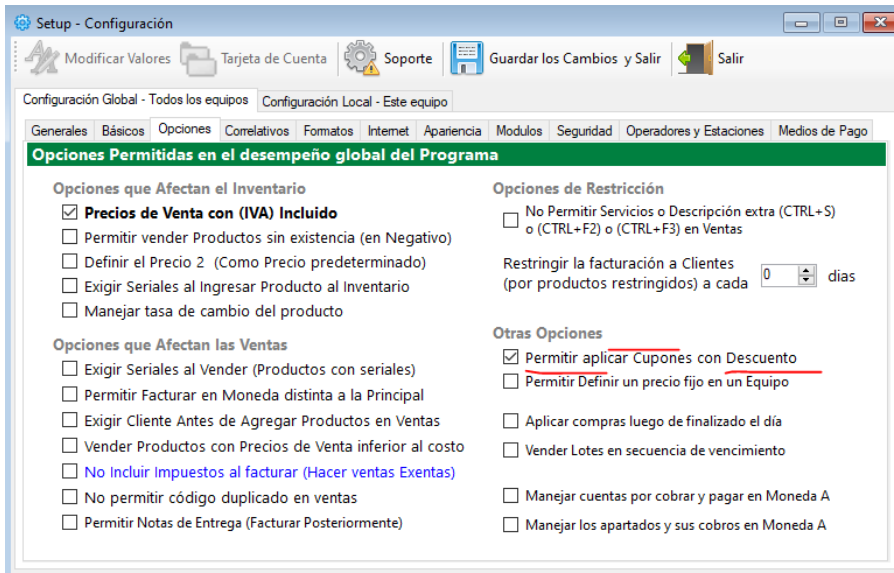 Setup - Configuración
Modificar Valores Tarjeta de Cuenta Soporte Guardar los Cambios y Salir Salir
Configuración Global - Todos los equipos Configuración Local - Este equipo
Generales Básicos Opciones Correlativos Formatos Internet Apariencia Modulos Seguridad Operadores y Estaciones Medios de Pago
Opciones Permitidas en el desempeño global del Programa
Opciones que Afectan el Inventario
Precios de Venta con (IVA) Incluido
Permitir vender Productos sin existencia (en Negativo)
Definir el Precio 2 (Como Precio predeterminado)
Exigir Seriales al Ingresar Producto al Inventario
Manejar tasa de cambio del producto
Opciones que Afectan las Ventas
Exigir Seriales al Vender (Productos con seriales)
Permitir Facturar en Moneda distinta a la Principal
Exigir Cliente Antes de Agregar Productos en Ventas
Vender Productos con Precios de Venta inferior al costo
No Incluir Impuestos al facturar (Hacer ventas Exentas)
No permitir código duplicado en ventas
Permitir Notas de Entrega (Facturar Posteriormente)
Opciones de Restricción
No Permitir Servicios o Descripción extra (CTRL+S)
o (CTRL+F2) o (CTRL+F3) en Ventas
Restringir la facturación a Clientes
(por productos restringidos) a cada 0 dias
Otras Opciones
Permitir aplicar Cupones con Descuento
Permitir Definir un precio fijo en un Equipo
Aplicar compras luego de finalizado el día
Vender Lotes en secuencia de vencimiento
Manejar cuentas por cobrar y pagar en Moneda A
Manejar los apartados y sus cobros en Moneda A